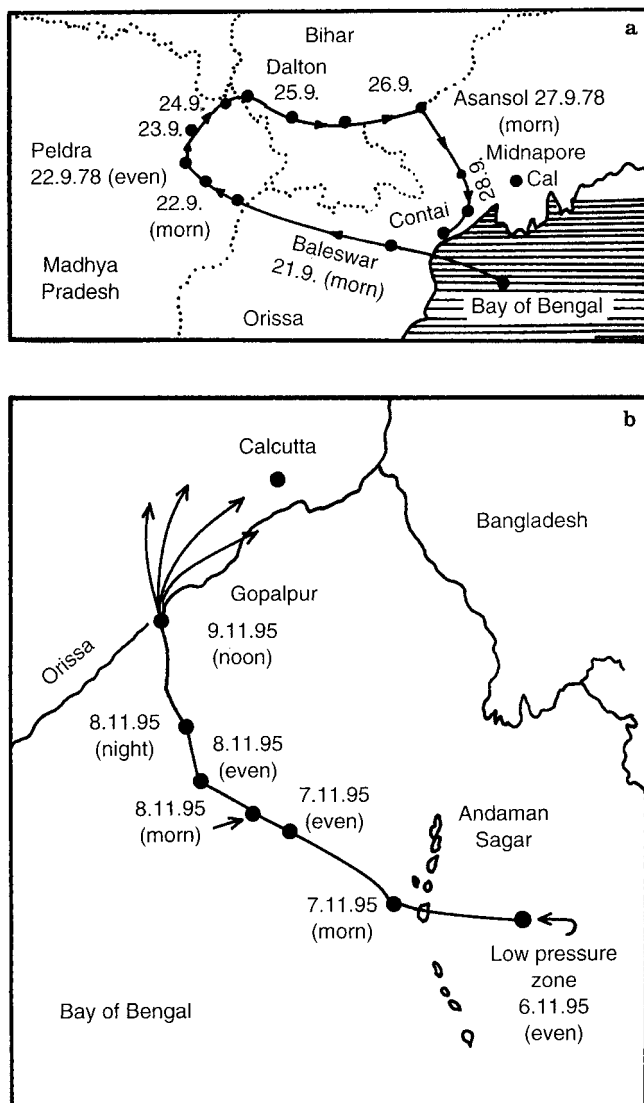 a
Bihar
Dalton
25.9.
26.9.
24.9.
23.9.
Asansol 27.9.78
(morn)
Peldra
22.9.78 (even)
Midnapore
28.9.
Cal
22.9.
(morn)
Contai
Baleswar
21.9. (morn)
Madhya
Pradesh
Orissa
Bay of Bengal
b
Calcutta
Bangladesh
Gopalpur
9.11.95
(noon)
Orissa
8.11.95
(night)
8.11.95
(even)
7.11.95
(even)
8.11.95
(morn)
Andaman
Sagar
7.11.95
(morn)
Low pressure
zone
6.11.95
(even)
Bay of Bengal